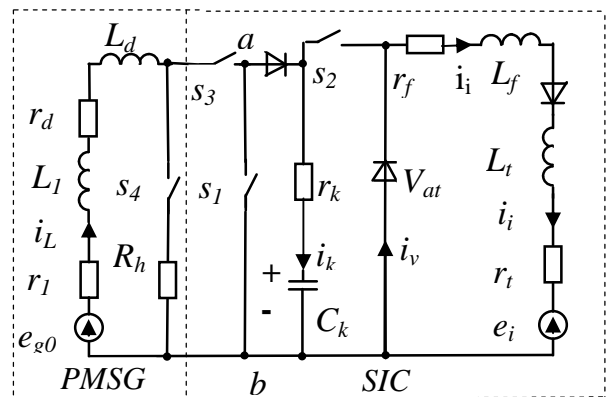 L_d
a
s_3
s_2
r_f
i_i
L_f
r_d
L_1
s_4
s_1
r_k
V_at
L_t
i_L
R_h
i_k
i_v
i_i
r_1
+
-
C_k
r_t
e_g0
e_i
PMSG
b
SIC